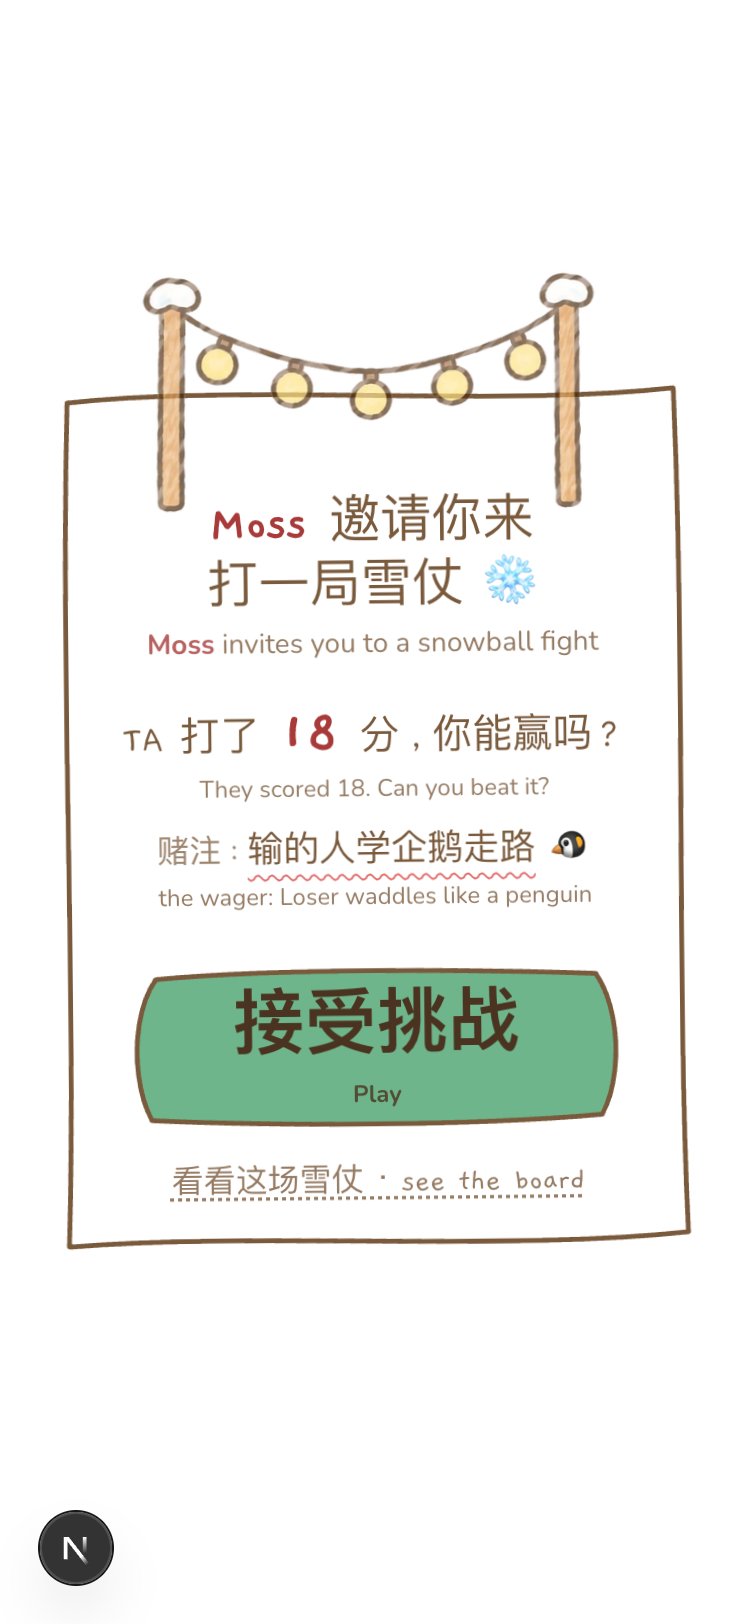 Moss 邀请你来
打一局雪仗 ❄️
Moss invites you to a snowball fight
TA 打了 18 分，你能赢吗？
They scored 18. Can you beat it?
赌注：输的人学企鹅走路 🐧
the wager: Loser waddles like a penguin
接受挑战
Play
看看这场雪仗 · see the board
N